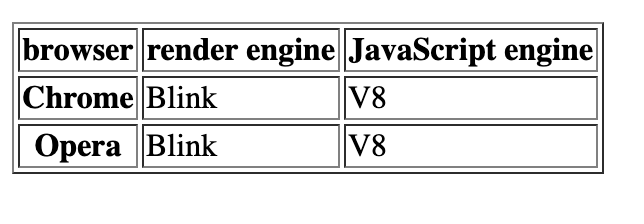 browser render engine JavaScript engine
Chrome Blink V8
Opera Blink V8